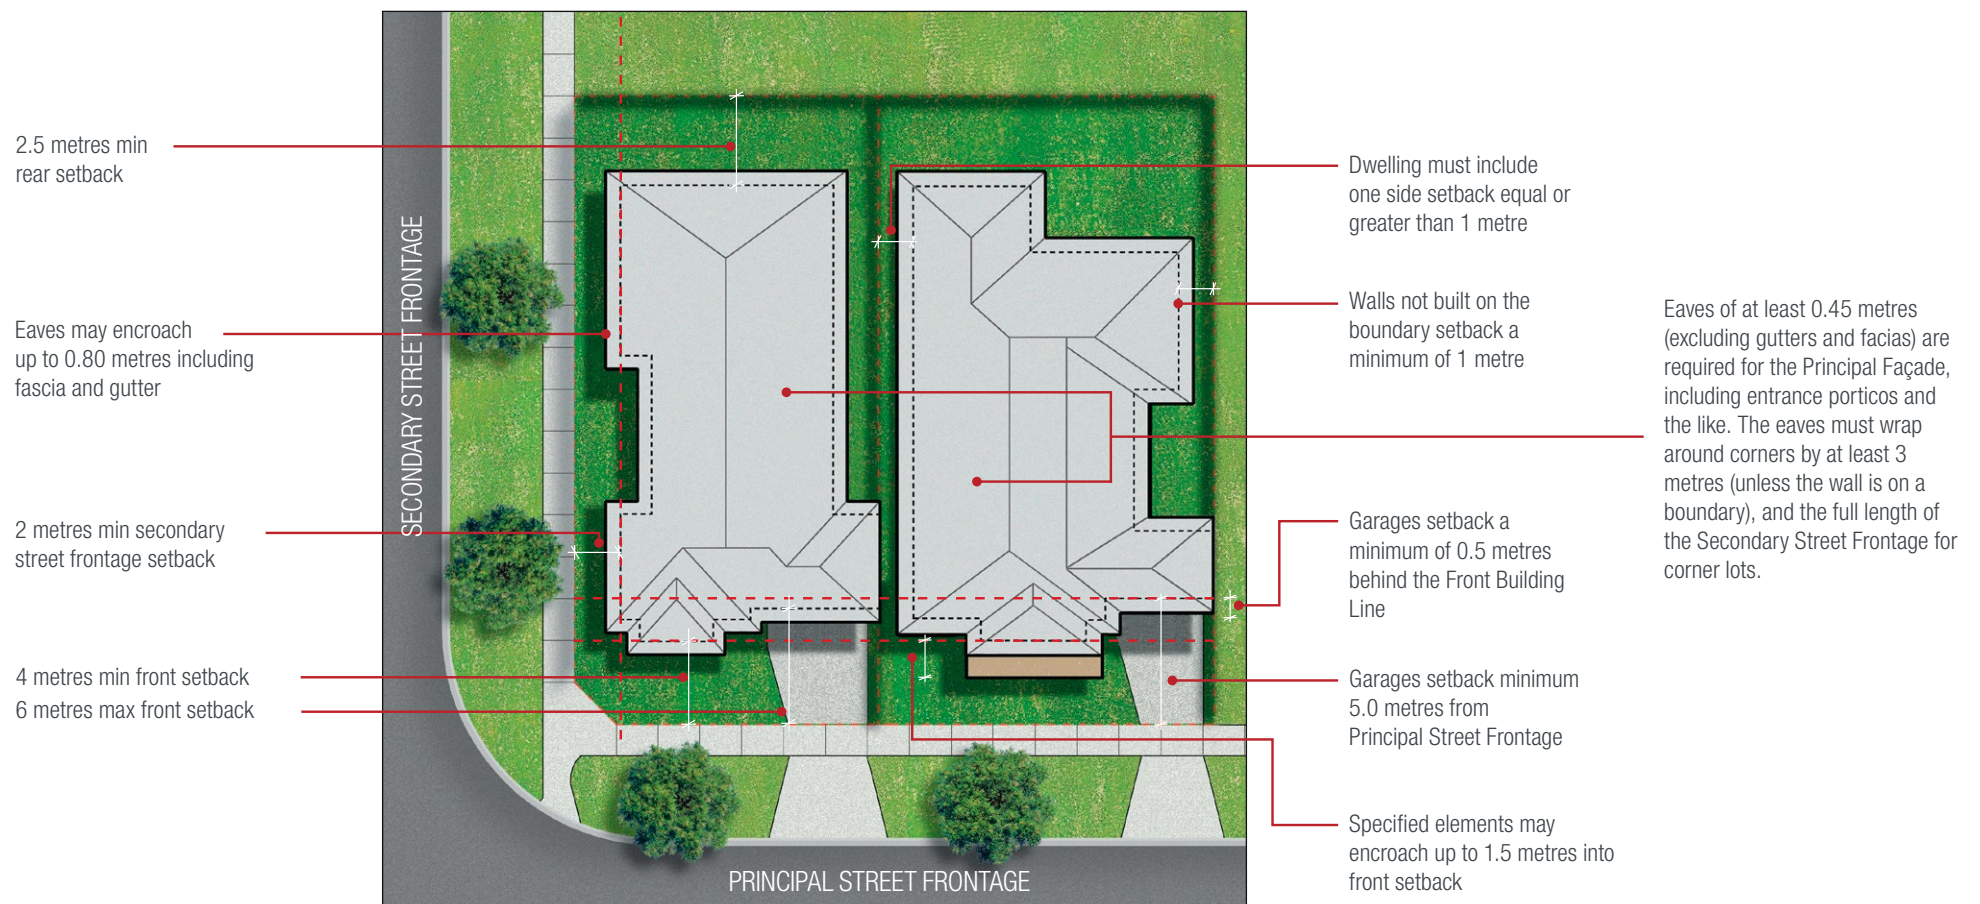 2.5 metres min
rear setback
Eaves may encroach
up to 0.80 metres including
fascia and gutter
2 metres min secondary
street frontage setback
4 metres min front setback
6 metres max front setback
SECONDARY STREET FRONTAGE
PRINCIPAL STREET FRONTAGE
Dwelling must include
one side setback equal or
greater than 1 metre
Walls not built on the
boundary setback a
minimum of 1 metre
Garages setback a
minimum of 0.5 metres
behind the Front Building
Line
Garages setback minimum
5.0 metres from
Principal Street Frontage
Specified elements may
encroach up to 1.5 metres into
front setback
Eaves of at least 0.45 metres
(excluding gutters and facias) are
required for the Principal Façade,
including entrance porticos and
the like. The eaves must wrap
around corners by at least 3
metres (unless the wall is on a
boundary), and the full length of
the Secondary Street Frontage for
corner lots.